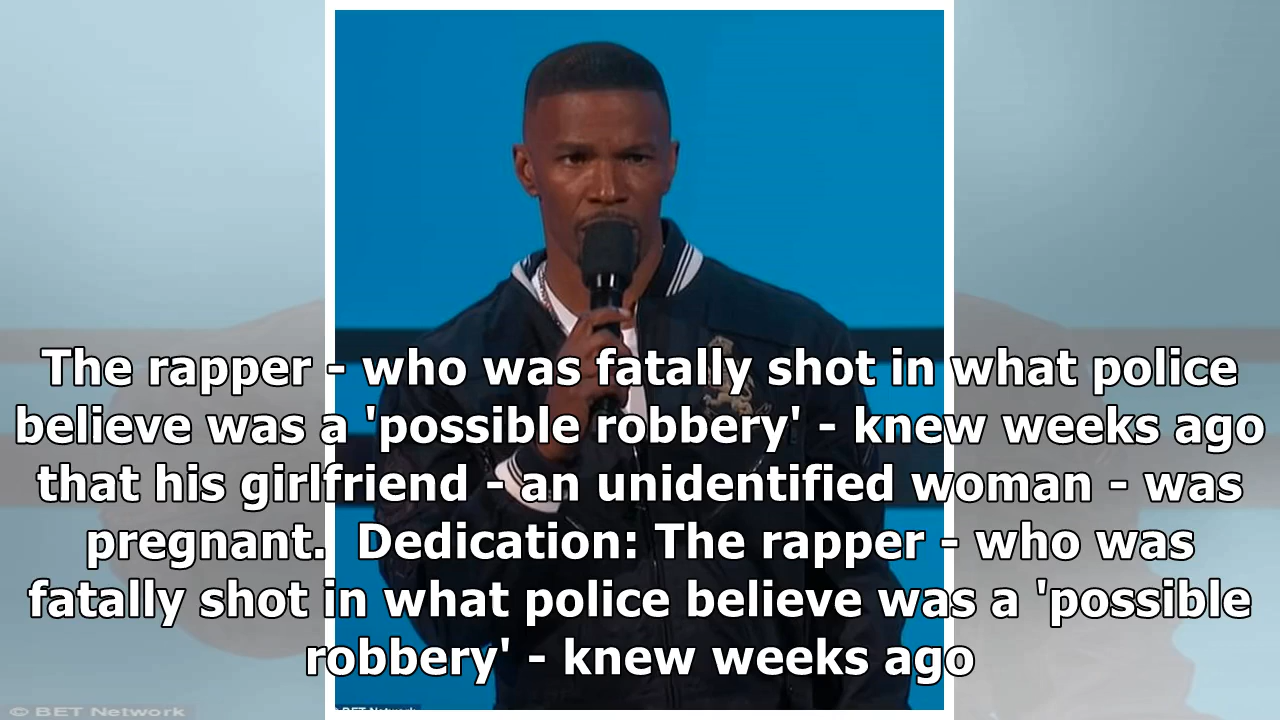 The rapper - who was fatally shot in what police
believe was a 'possible robbery' - knew weeks ago
that his girlfriend - an unidentified woman - was
pregnant.  Dedication: The rapper - who was
fatally shot in what police believe was a 'possible
robbery' - knew weeks ago
© BET Network
BET Network